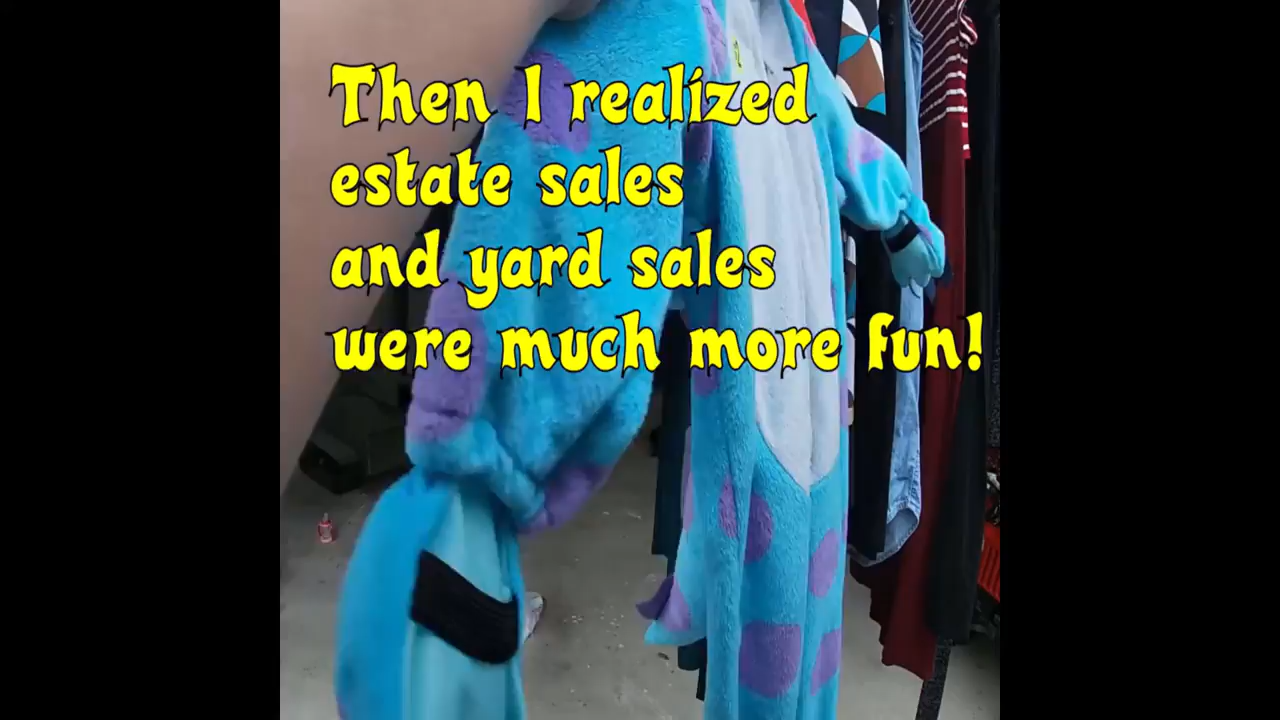 Then I realized
estate sales
and yard sales
were much more fun!